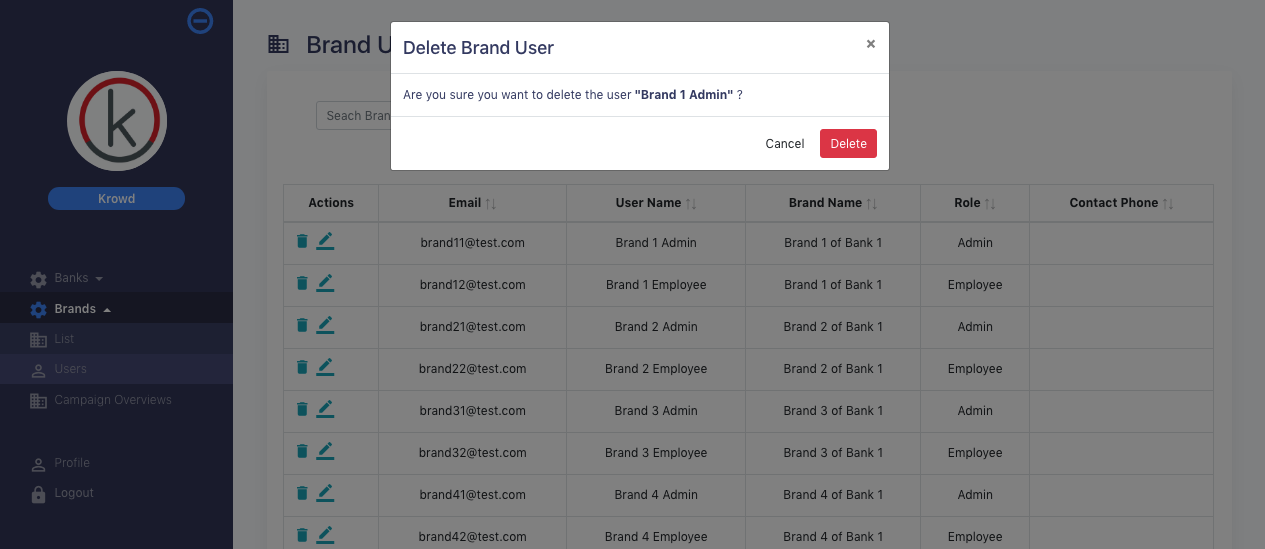 Brand U
Delete Brand User
×
Are you sure you want to delete the user "Brand 1 Admin" ?
Seach Bran
Cancel
Delete
k
Krowd
Banks
Brands
List
Users
Campaign Overviews
Profile
Logout
Actions Email User Name Brand Name Role Contact Phone
brand11@test.com Brand 1 Admin Brand 1 of Bank 1 Admin
brand12@test.com Brand 1 Employee Brand 1 of Bank 1 Employee
brand21@test.com Brand 2 Admin Brand 2 of Bank 1 Admin
brand22@test.com Brand 2 Employee Brand 2 of Bank 1 Employee
brand31@test.com Brand 3 Admin Brand 3 of Bank 1 Admin
brand32@test.com Brand 3 Employee Brand 3 of Bank 1 Employee
brand41@test.com Brand 4 Admin Brand 4 of Bank 1 Admin
brand42@test.com Brand 4 Employee Brand 4 of Bank 1 Employee